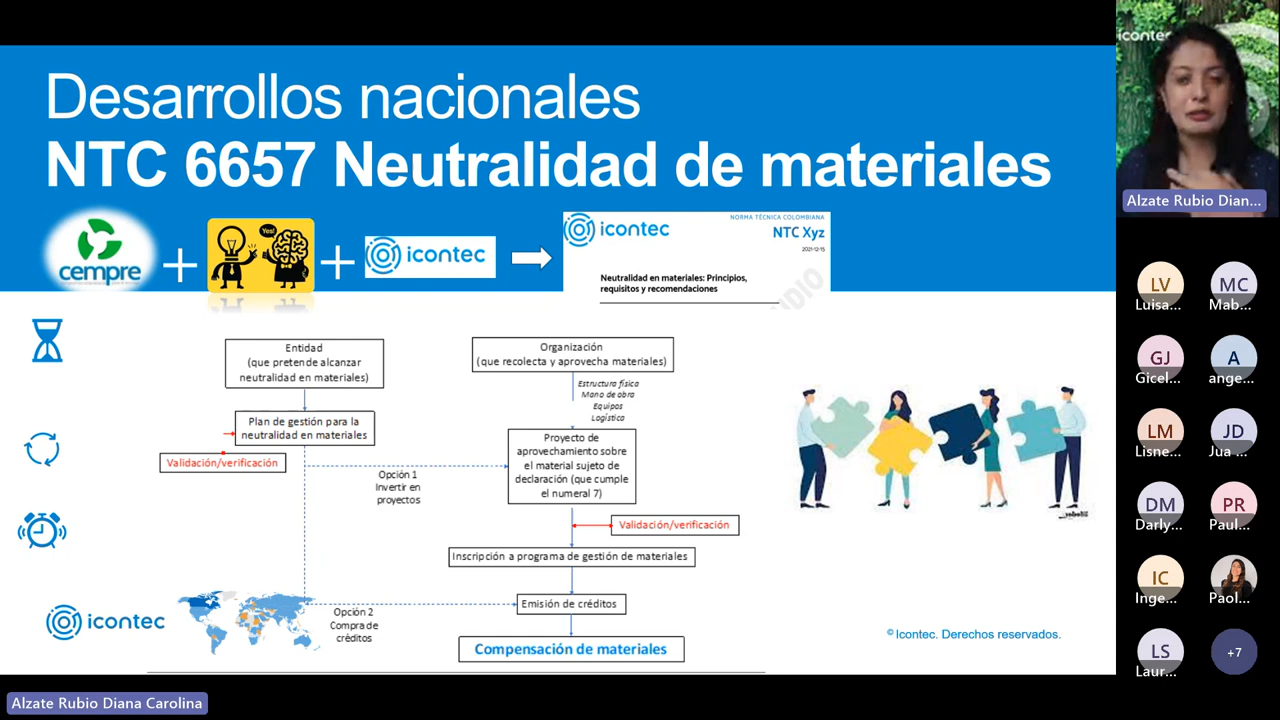 Desarrollos nacionales
NTC 6657 Neutralidad de materiales
cempre
Yes!
icontec
icontec
NORMA TÉCNICA COLOMBIANA
NTC Xyz
2021-12-15
Neutralidad en materiales: Principios,
requisitos y recomendaciones
Entidad
(que pretende alcanzar
neutralidad en materiales)
Plan de gestión para la
neutralidad en materiales
Validación/verificación
Opción 1
Invertir en
proyectos
Opción 2
Compra de
créditos
Organización
(que recolecta y aprovecha materiales)
Estructura física
Mano de obra
Equipos
Logística
Proyecto de
aprovechamiento sobre
el material sujeto de
declaración (que cumple
el numeral 7)
Validación/verificación
Inscripción a programa de gestión de materiales
Emisión de créditos
Compensación de materiales
icontec
© Icontec. Derechos reservados.
icontec
Alzate Rubio Dian...
LV
Luisa...
MC
Mab...
GJ
Gicel...
A
ange...
LM
Lisne...
JD
Jua ...
DM
Darly...
PR
Paul...
IC
Inge...
Paol...
LS
Laur...
+7
Alzate Rubio Diana Carolina